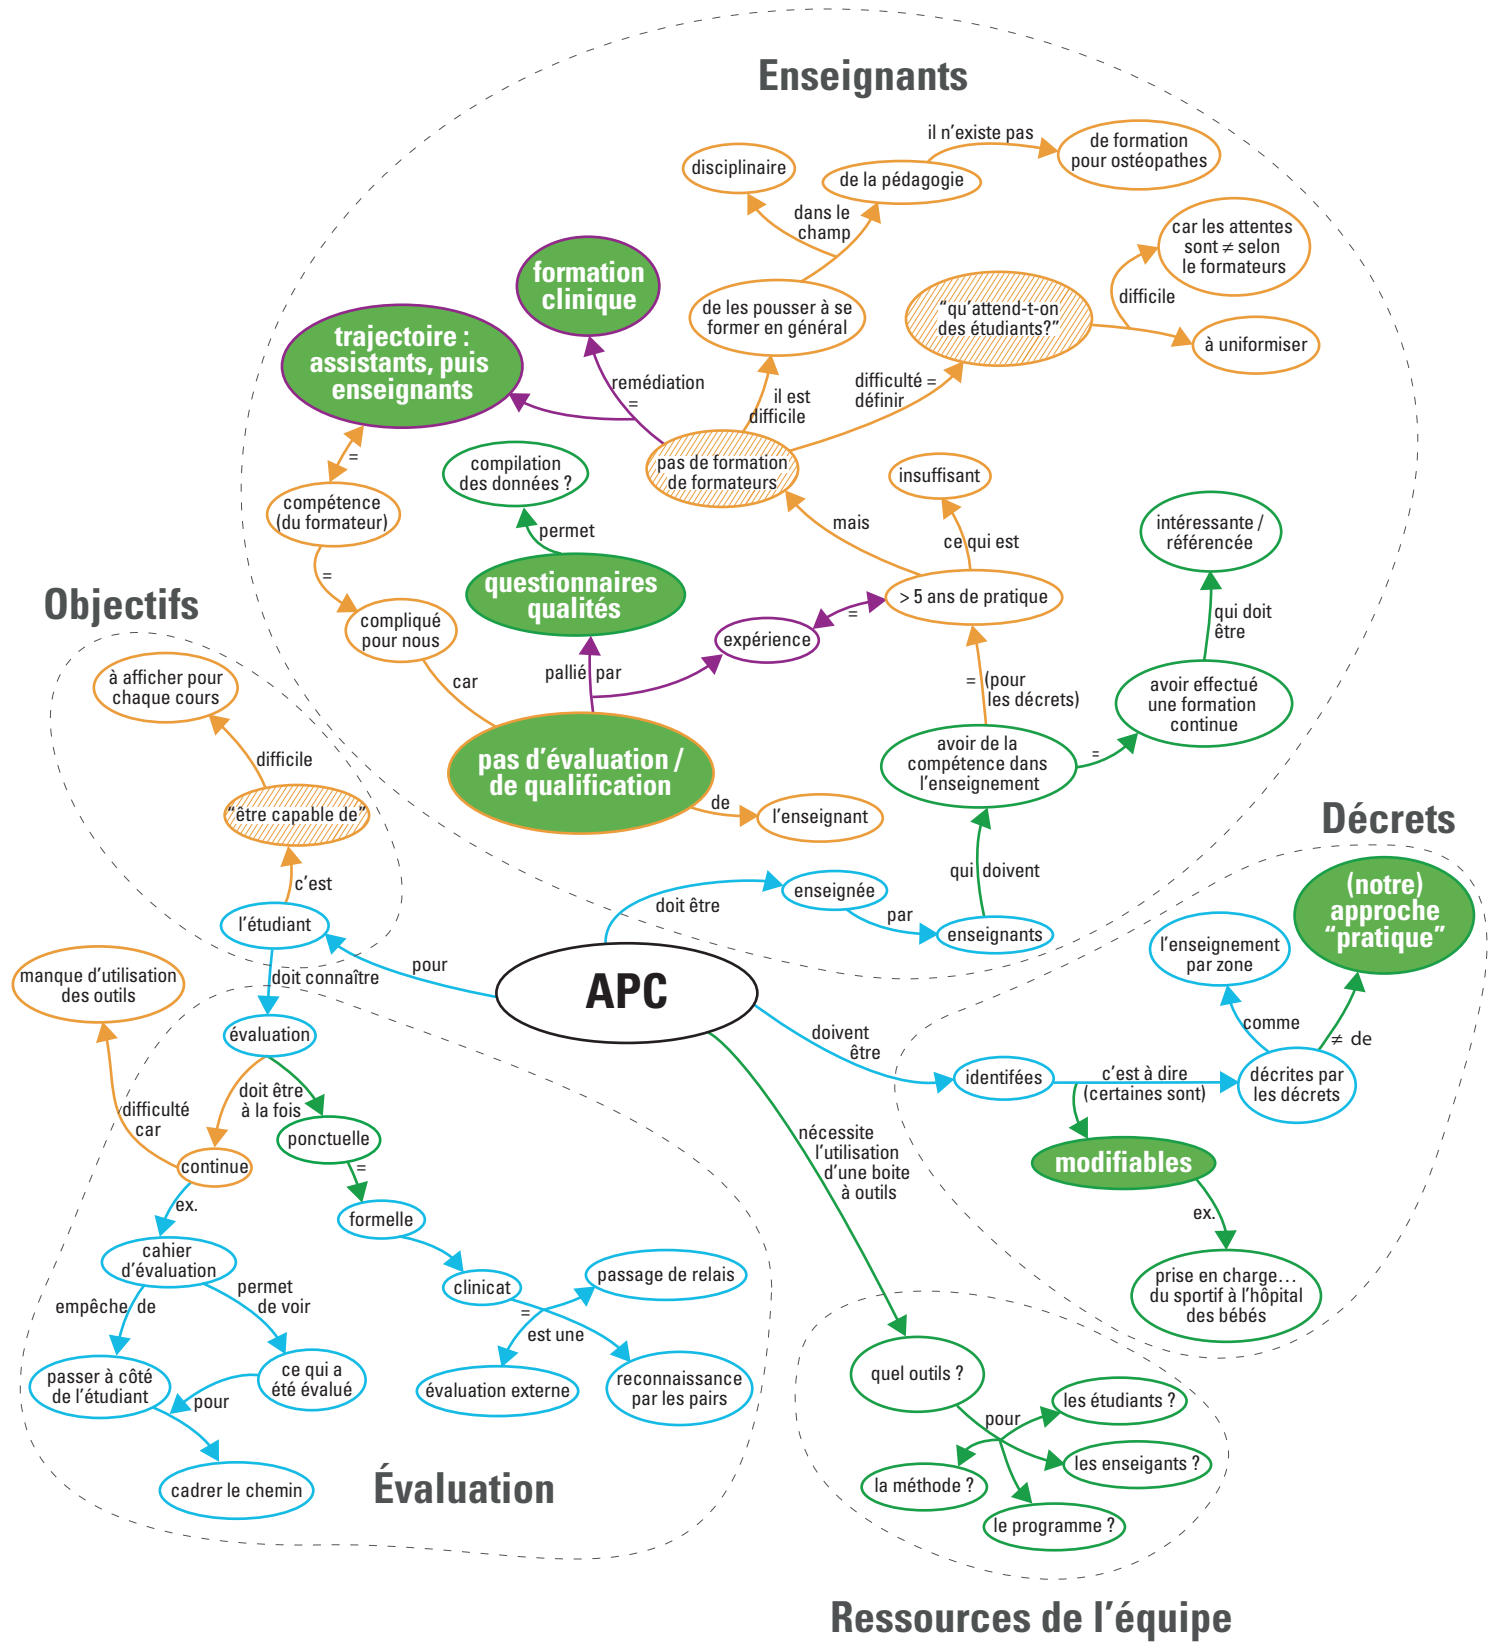 Enseignants
il n'existe pas
de formation
pour ostéopathes
disciplinaire
de la pédagogie
dans le
champ
car les attentes
sont ≠ selon
le formateurs
formation
clinique
difficile
de les pousser à se
former en général
"qu'attend-t-on
des étudiants?"
trajectoire :
assistants, puis
enseignants
à uniformiser
remédiation
=
il est
difficile
difficulté =
définir
=
compilation
des données ?
pas de formation
de formateurs
insuffisant
compétence
(du formateur)
permet
mais
ce qui est
intéressante /
référencée
=
questionnaires
qualités
> 5 ans de pratique
Objectifs
compliqué
pour nous
expérience
=
qui doit
être
à afficher pour
chaque cours
car
pallié par
= (pour
les décrets)
avoir effectué
une formation
continue
difficile
pas d'évaluation /
de qualification
avoir de la
compétence dans
l'enseignement
=
"être capable de"
de
l'enseignant
Décrets
c'est
doit être
enseignée
qui doivent
(notre)
approche
"pratique"
l'étudiant
par
enseignants
l'enseignement
par zone
manque d'utilisation
des outils
doit connaître
pour
APC
comme
≠ de
évaluation
doivent
être
identifées
c'est à dire
(certaines sont)
décrites par
les décrets
difficulté
car
doit être
à la fois
ponctuelle
nécessite
l'utilisation
d'une boite
à outils
modifiables
continue
=
ex.
ex.
formelle
cahier
d'évaluation
clinicat
passage de relais
prise en charge…
du sportif à l'hôpital
des bébés
empêche de
permet
de voir
=
est une
passer à côté
de l'étudiant
ce qui a
été évalué
pour
évaluation externe
reconnaissance
par les pairs
quel outils ?
les étudiants ?
pour
les enseigants ?
la méthode ?
cadrer le chemin
Évaluation
le programme ?
Ressources de l'équipe